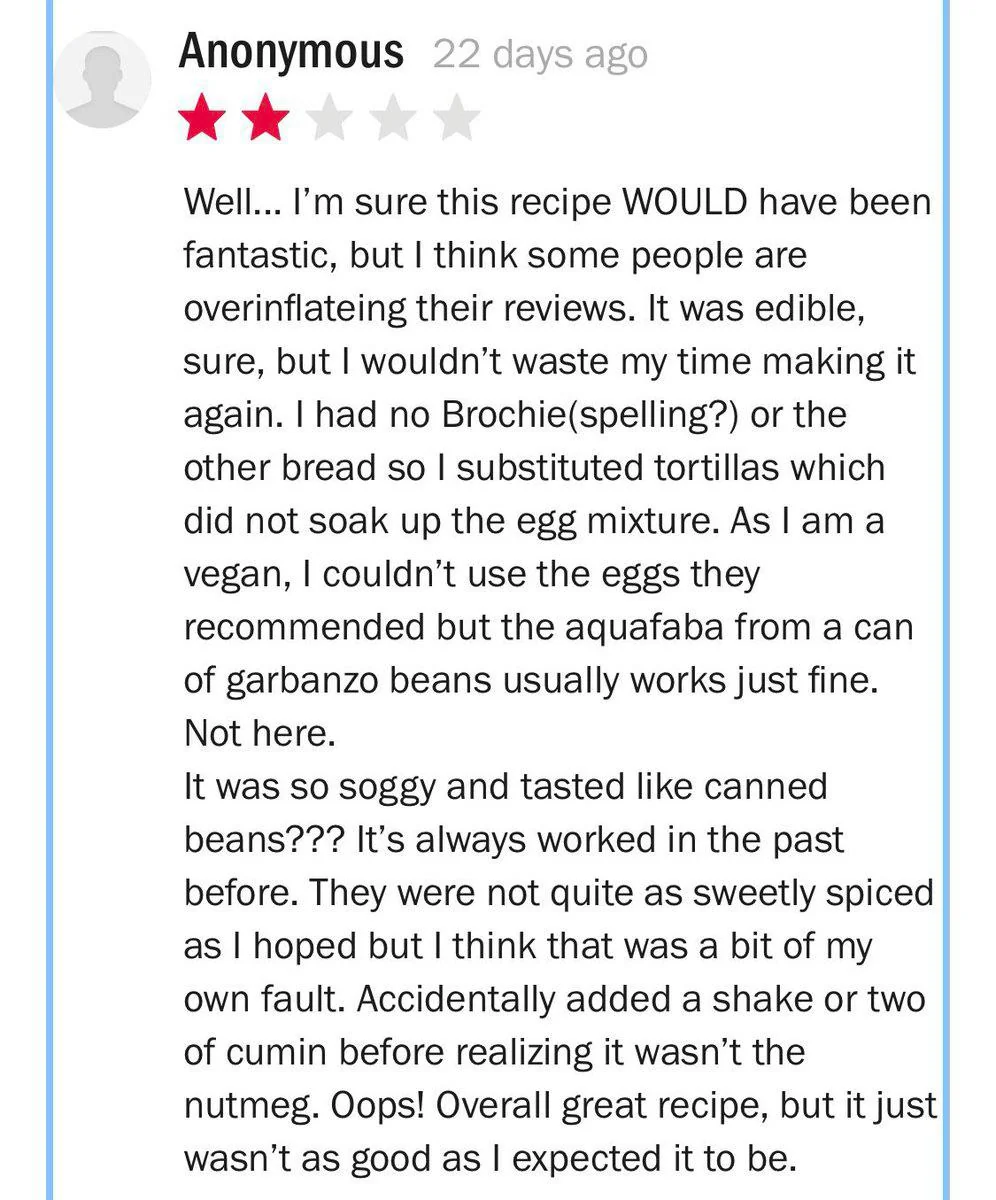 Anonymous 22 days ago
Well... I’m sure this recipe WOULD have been
fantastic, but I think some people are
overinflateing their reviews. It was edible,
sure, but I wouldn’t waste my time making it
again. I had no Brochie(spelling?) or the
other bread so I substituted tortillas which
did not soak up the egg mixture. As I am a
vegan, I couldn’t use the eggs they
recommended but the aquafaba from a can
of garbanzo beans usually works just fine.
Not here.
It was so soggy and tasted like canned
beans??? It’s always worked in the past
before. They were not quite as sweetly spiced
as I hoped but I think that was a bit of my
own fault. Accidentally added a shake or two
of cumin before realizing it wasn’t the
nutmeg. Oops! Overall great recipe, but it just
wasn’t as good as I expected it to be.